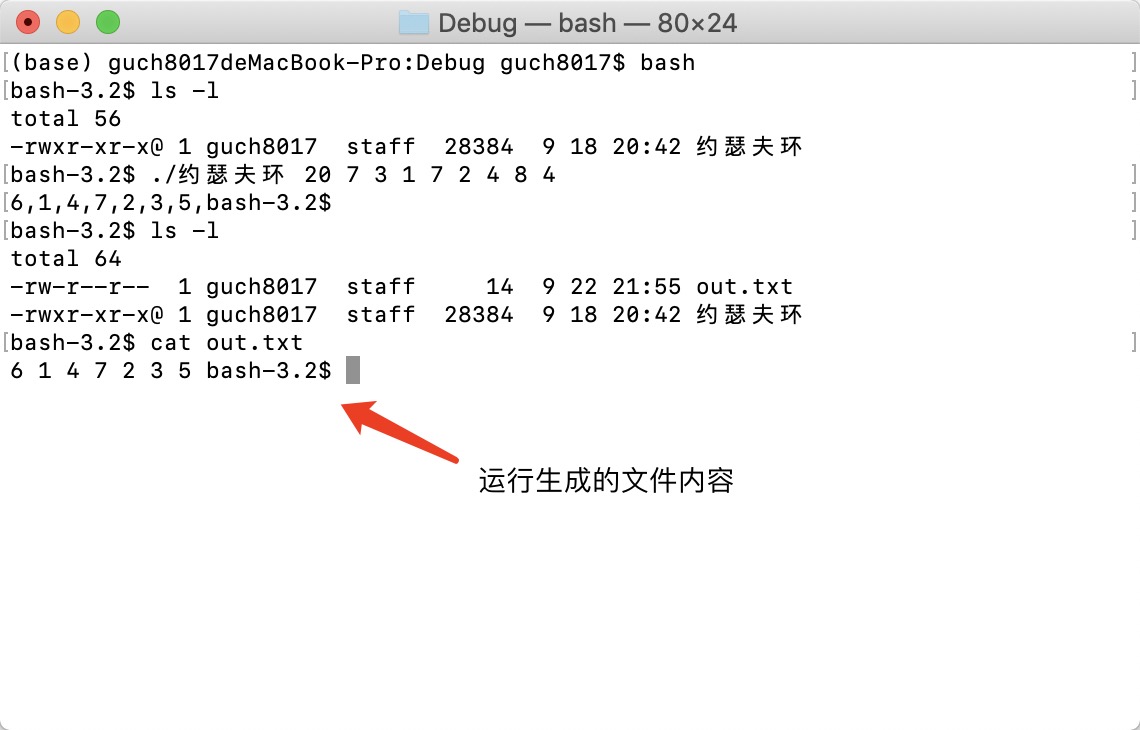 Debug — bash — 80×24
[(base) guch8017deMacBook-Pro:Debug guch8017$ bash ]
[bash-3.2$ ls -l ]
total 56
-rwxr-xr-x@ 1 guch8017  staff  28384  9 18 20:42 约瑟夫环
[bash-3.2$ ./约瑟夫环 20 7 3 1 7 2 4 8 4 ]
[6,1,4,7,2,3,5,bash-3.2$ ]
[bash-3.2$ ls -l ]
total 64
-rw-r--r--  1 guch8017  staff     14  9 22 21:55 out.txt
-rwxr-xr-x@ 1 guch8017  staff  28384  9 18 20:42 约瑟夫环
[bash-3.2$ cat out.txt ]
6 1 4 7 2 3 5 bash-3.2$
运行生成的文件内容